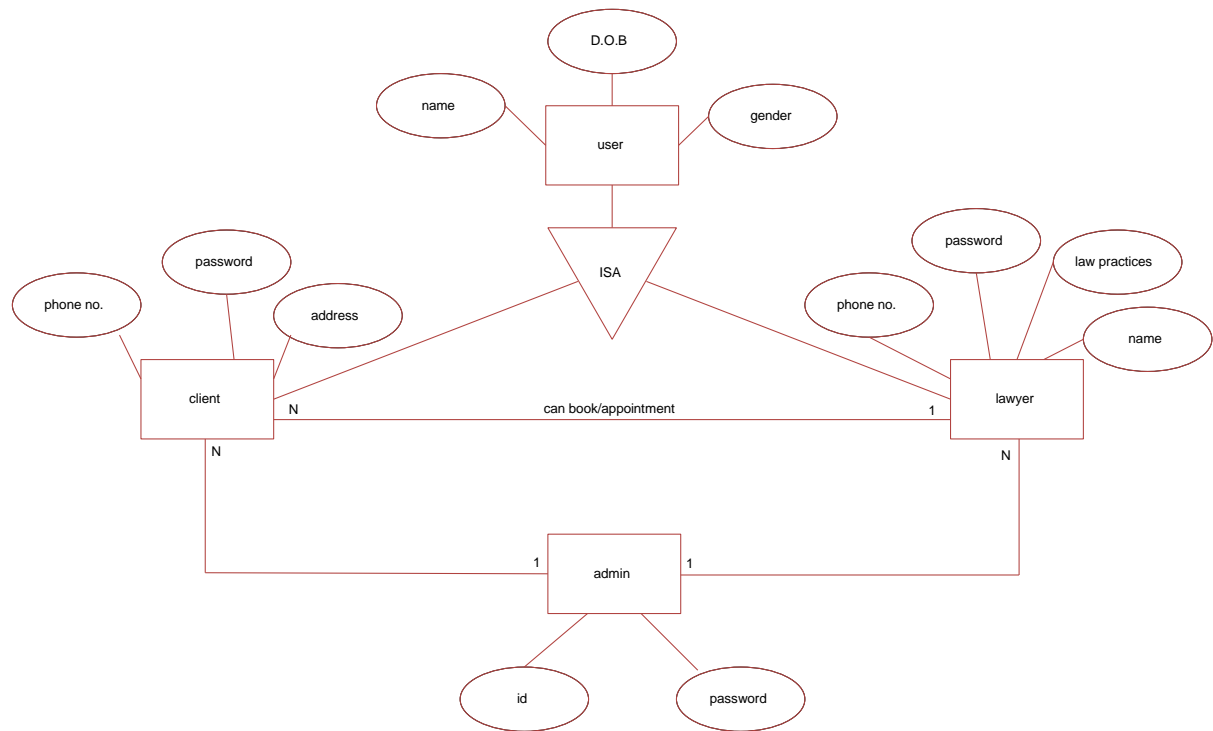 D.O.B
name
gender
user
ISA
password
phone no.
address
client
password
law practices
phone no.
name
lawyer
N
can book/appointment
1
N
N
1
admin
1
id
password